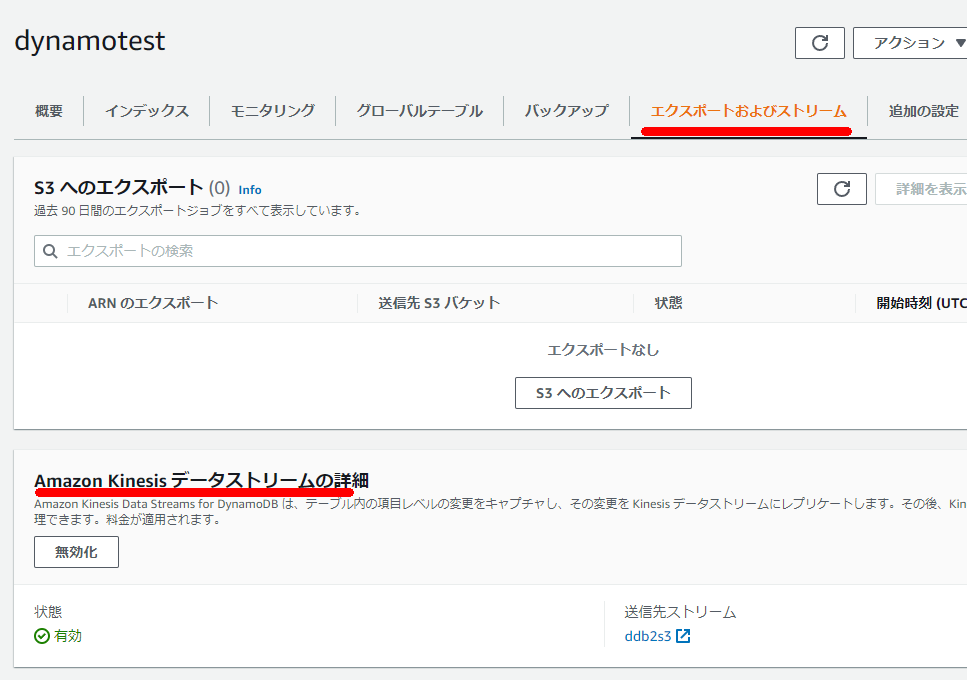 dynamotest
アクション
概要 インデックス モニタリング グローバルテーブル バックアップ エクスポートおよびストリーム 追加の設定
S3 へのエクスポート (0) Info
過去 90 日間のエクスポートジョブをすべて表示しています。
詳細を表示
エクスポートの検索
ARN のエクスポート 送信先 S3 バケット 状態 開始時刻 (UTC
エクスポートなし
S3 へのエクスポート
Amazon Kinesis データストリームの詳細
Amazon Kinesis Data Streams for DynamoDB は、テーブル内の項目レベルの変更をキャプチャし、その変更を Kinesis データストリームにレプリケートします。その後、Kin
理できます。料金が適用されます。
無効化
状態 送信先ストリーム
有効 ddb2s3